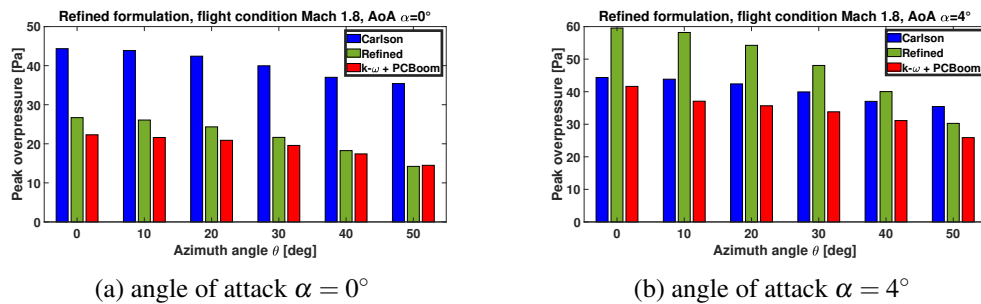 Refined formulation, flight condition Mach 1.8, AoA α=0°
Peak overpressure [Pa]
50
40
30
20
10
0
Carlson
Refined
k-ω + PCBoom
0 10 20 30 40 50
Azimuth angle θ [deg]
(a) angle of attack α = 0°
Refined formulation, flight condition Mach 1.8, AoA α=4°
Peak overpressure [Pa]
60
50
40
30
20
10
0
Carlson
Refined
k-ω + PCBoom
0 10 20 30 40 50
Azimuth angle θ [deg]
(b) angle of attack α = 4°